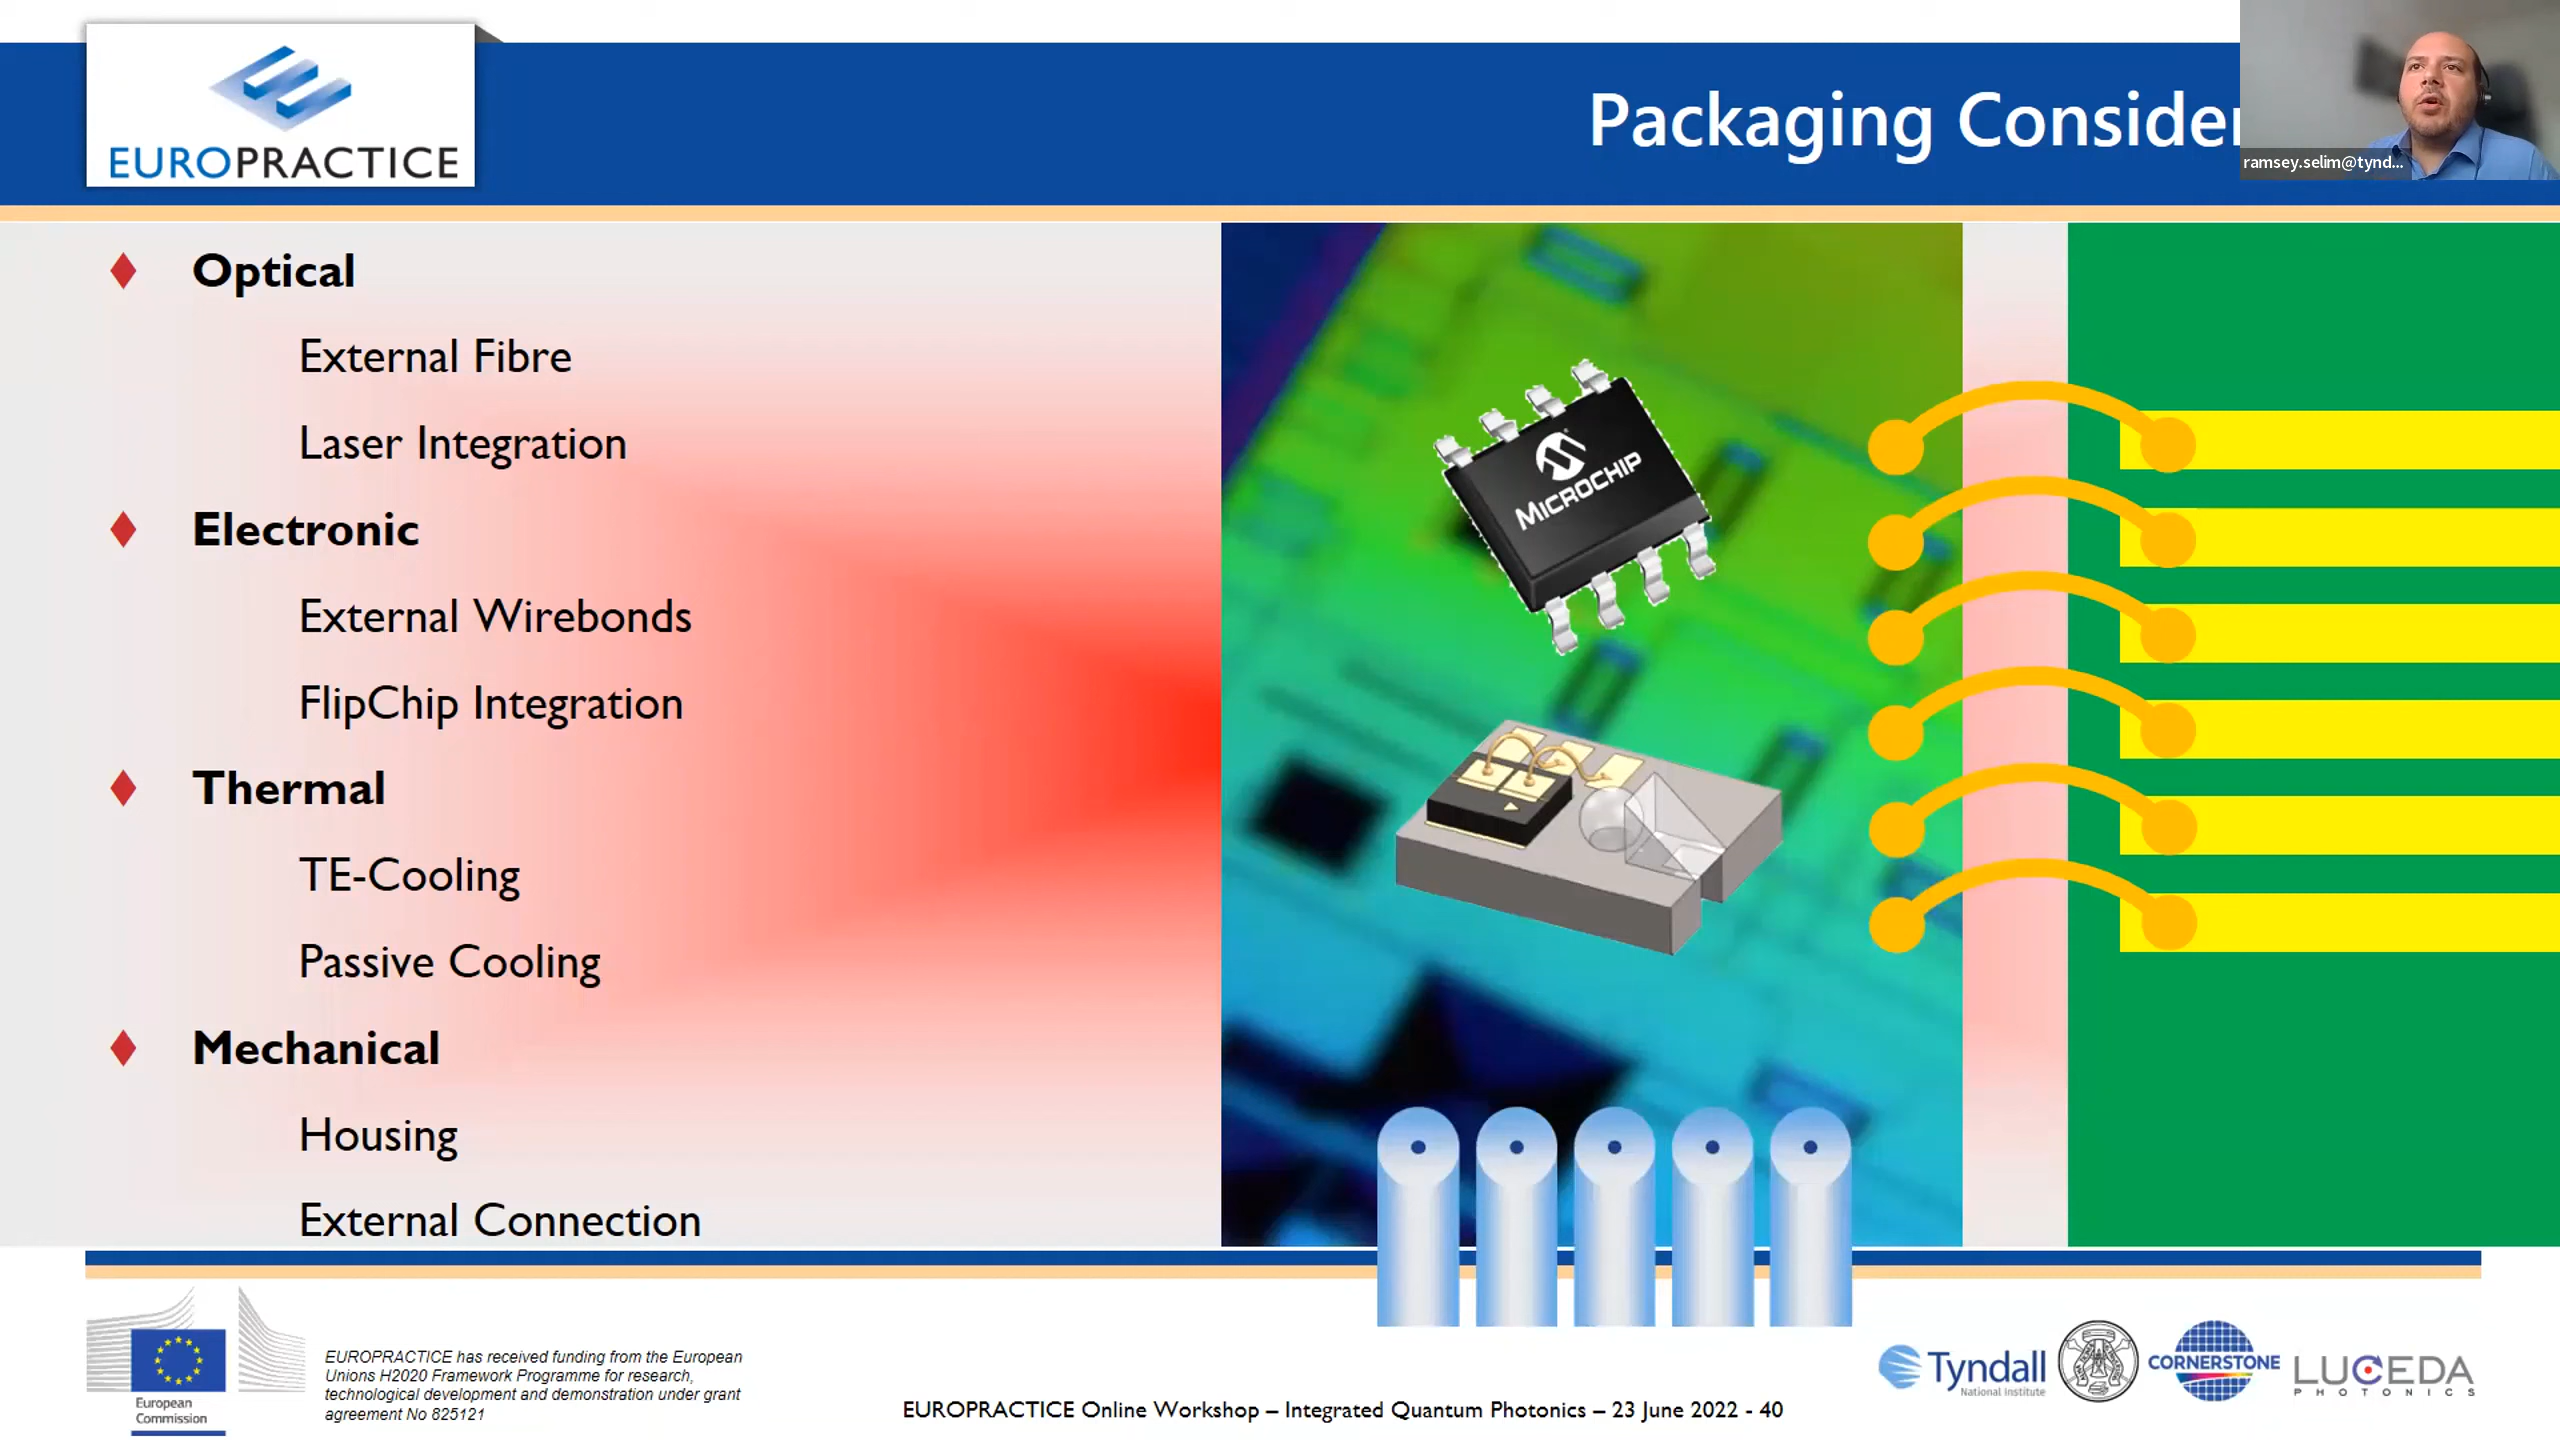 EUROPRACTICE
Packaging Consider
ramsey.selim@tynd...
Optical
External Fibre
Laser Integration
Electronic
External Wirebonds
FlipChip Integration
Thermal
TE-Cooling
Passive Cooling
Mechanical
Housing
External Connection
MICROCHIP
European
Commission
EUROPRACTICE has received funding from the European
Unions H2020 Framework Programme for research,
technological development and demonstration under grant
agreement No 825121
EUROPRACTICE Online Workshop – Integrated Quantum Photonics – 23 June 2022 - 40
Tyndall
National Institute
CORNERSTONE
LUCEDA
PHOTONICS